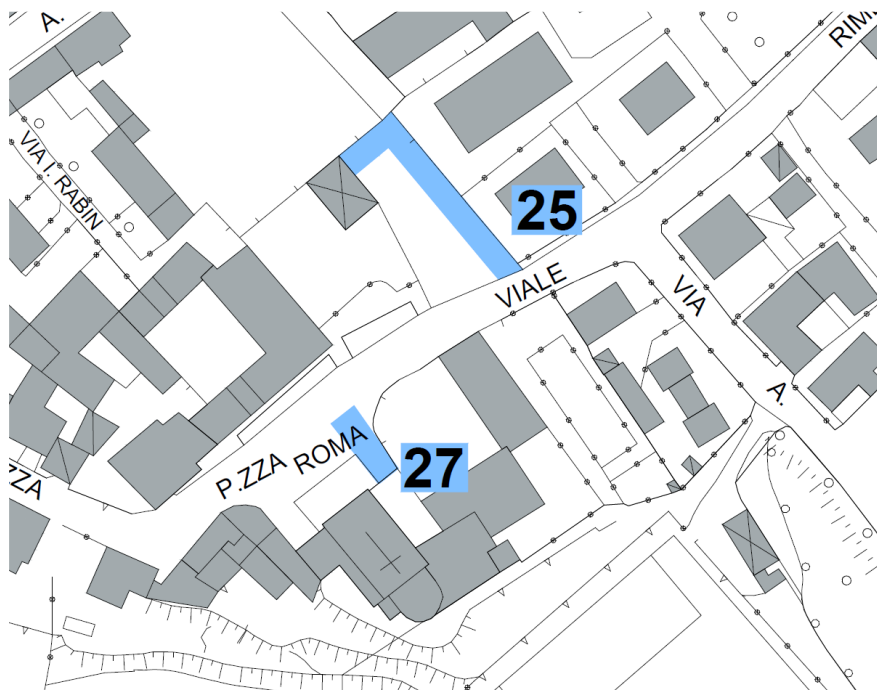 A.
RIM
VIA I. RABIN
25
VIALE
VIA
A.
P.ZZA ROMA
27
ZZA